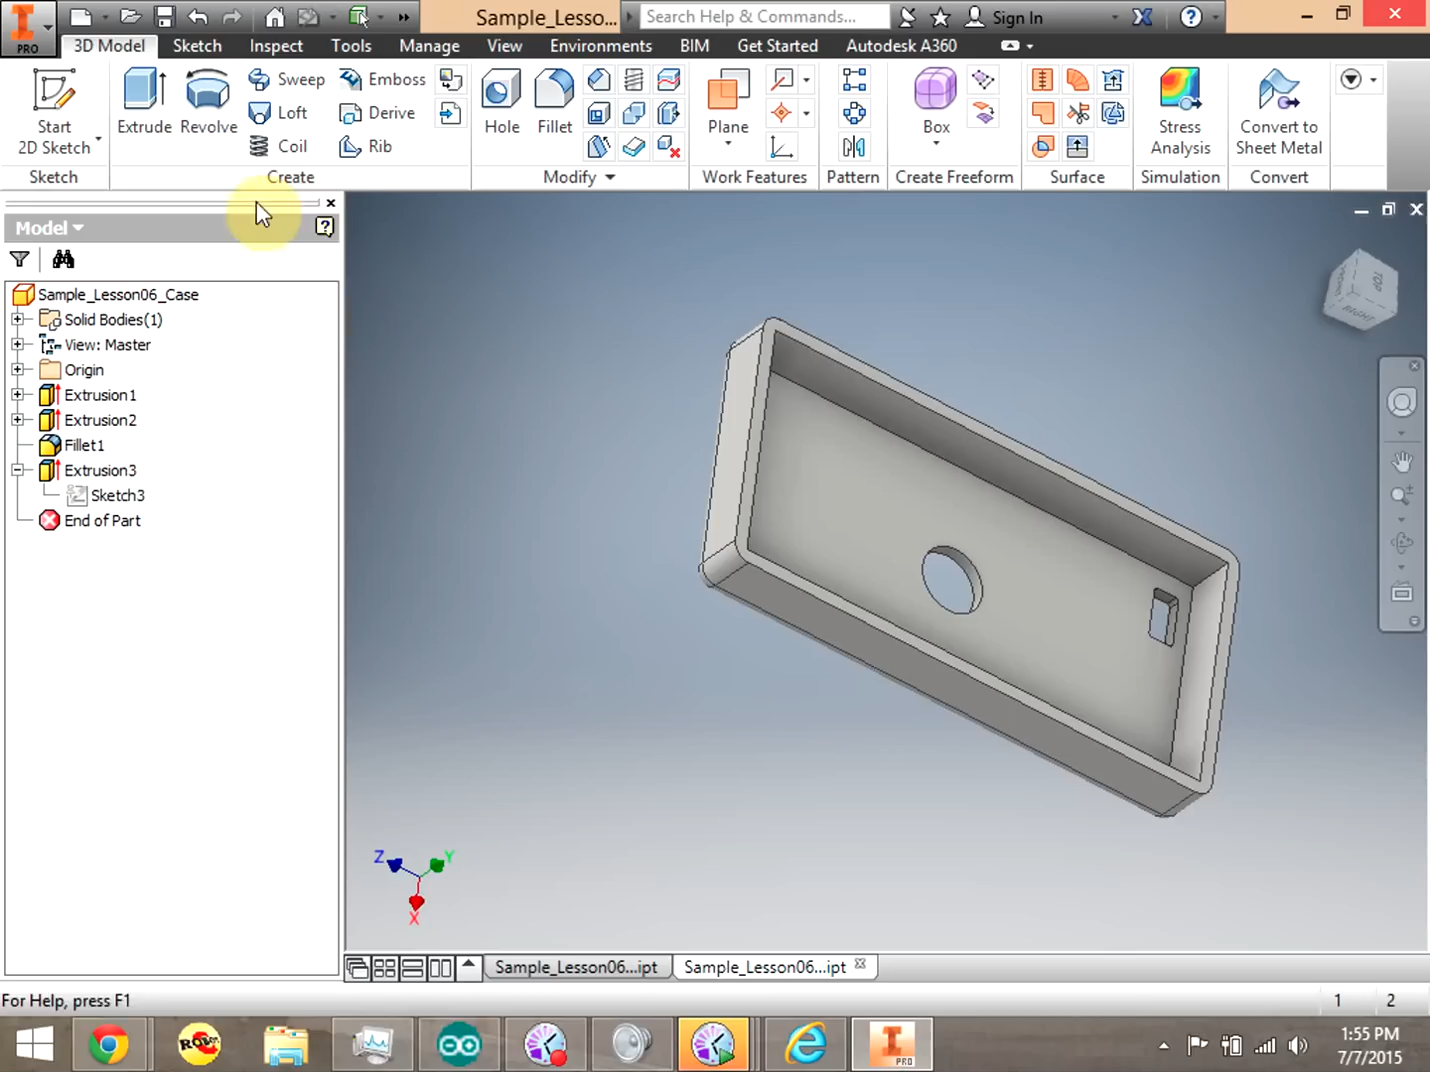 Sample_Lesso...
Search Help & Commands...
Sign In
PRO
3D Model
Sketch
Inspect
Tools
Manage
View
Environments
BIM
Get Started
Autodesk A360
Start
2D Sketch
Extrude
Revolve
Sweep
Loft
Coil
Emboss
Derive
Rib
Hole
Fillet
Plane
Box
Stress
Analysis
Convert to
Sheet Metal
Sketch
Create
Modify
Work Features
Pattern
Create Freeform
Surface
Simulation
Convert
Model
Sample_Lesson06_Case
Solid Bodies(1)
View: Master
Origin
Extrusion1
Extrusion2
Fillet1
Extrusion3
Sketch3
End of Part
TOP
FRONT
RIGHT
Z
Y
X
Sample_Lesson06...ipt
Sample_Lesson06...ipt
For Help, press F1
1
2
PRO
1:55 PM
7/7/2015